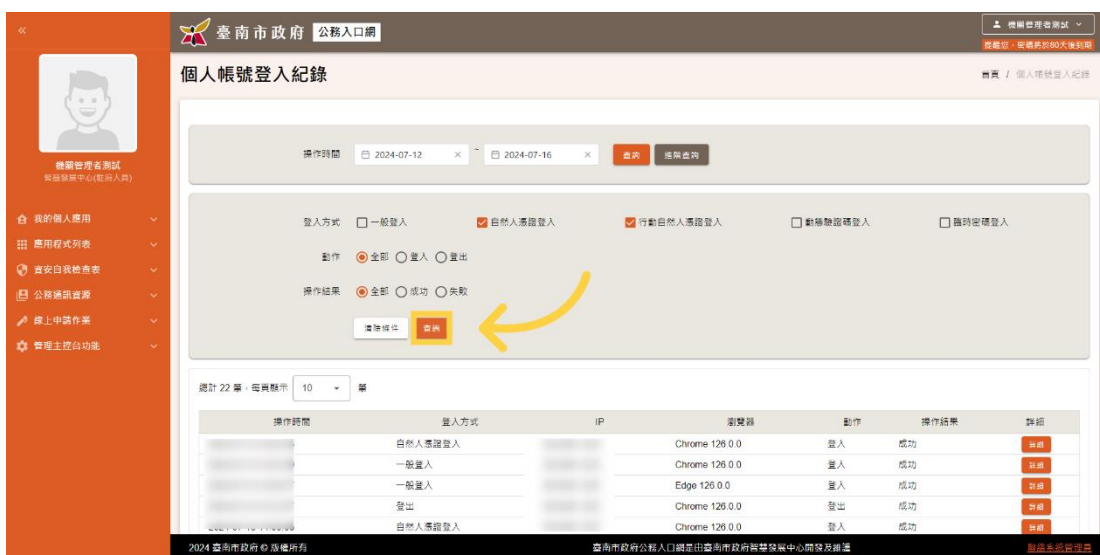 臺南市政府 公務入口網
機關管理者測試
提醒您，密碼將於80天後到期
個人帳號登入紀錄
首頁 / 個人帳號登入紀錄
機關管理者測試
智慧發展中心(駐府人員)
我的個人應用
應用程式列表
資安自我檢查表
公務通訊資源
線上申請作業
管理主控台功能
操作時間 2024-07-12 × ~ 2024-07-16 × 查詢 進階查詢
登入方式 一般登入 自然人憑證登入 行動自然人憑證登入 動態驗證碼登入 臨時密碼登入
動作 全部 登入 登出
操作結果 全部 成功 失敗
清除條件 查詢
總計 22 筆，每頁顯示 10 筆
操作時間 登入方式 IP 瀏覽器 動作 操作結果 詳細
自然人憑證登入 Chrome 126.0.0 登入 成功 詳細
一般登入 Chrome 126.0.0 登入 成功 詳細
一般登入 Edge 126.0.0 登入 成功 詳細
登出 Chrome 126.0.0 登出 成功 詳細
自然人憑證登入 Chrome 126.0.0 登入 成功 詳細
2024 臺南市政府 © 版權所有
臺南市政府公務入口網是由臺南市政府智慧發展中心開發及維護
聯絡系統管理員